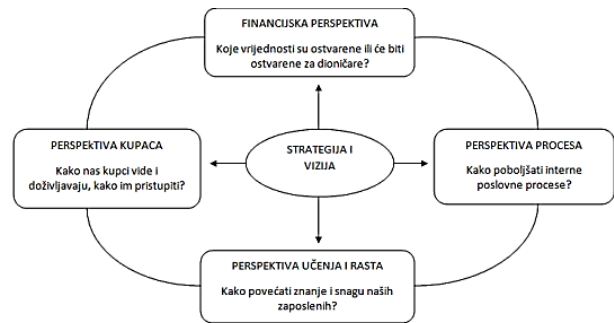 FINANCIJSKA PERSPEKTIVA
Koje vrijednosti su ostvarene ili će biti
ostvarene za dioničare?
PERSPEKTIVA KUPACA
Kako nas kupci vide i
doživljavaju, kako im pristupiti?
STRATEGIJA I
VIZIJA
PERSPEKTIVA PROCESA
Kako poboljšati interne
poslovne procese?
PERSPEKTIVA UČENJA I RASTA
Kako povećati znanje i snagu naših
zaposlenih?